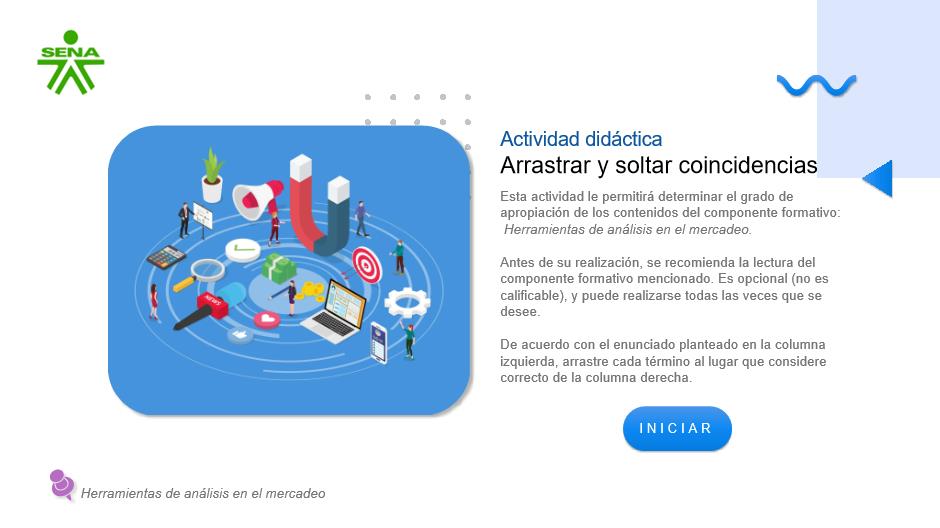 SENA
Actividad didáctica
Arrastrar y soltar coincidencias
Esta actividad le permitirá determinar el grado de
apropiación de los contenidos del componente formativo:
Herramientas de análisis en el mercadeo.
Antes de su realización, se recomienda la lectura del
componente formativo mencionado. Es opcional (no es
calificable), y puede realizarse todas las veces que se
desee.
De acuerdo con el enunciado planteado en la columna
izquierda, arrastre cada término al lugar que considere
correcto de la columna derecha.
NEWS
INICIAR
Herramientas de análisis en el mercadeo